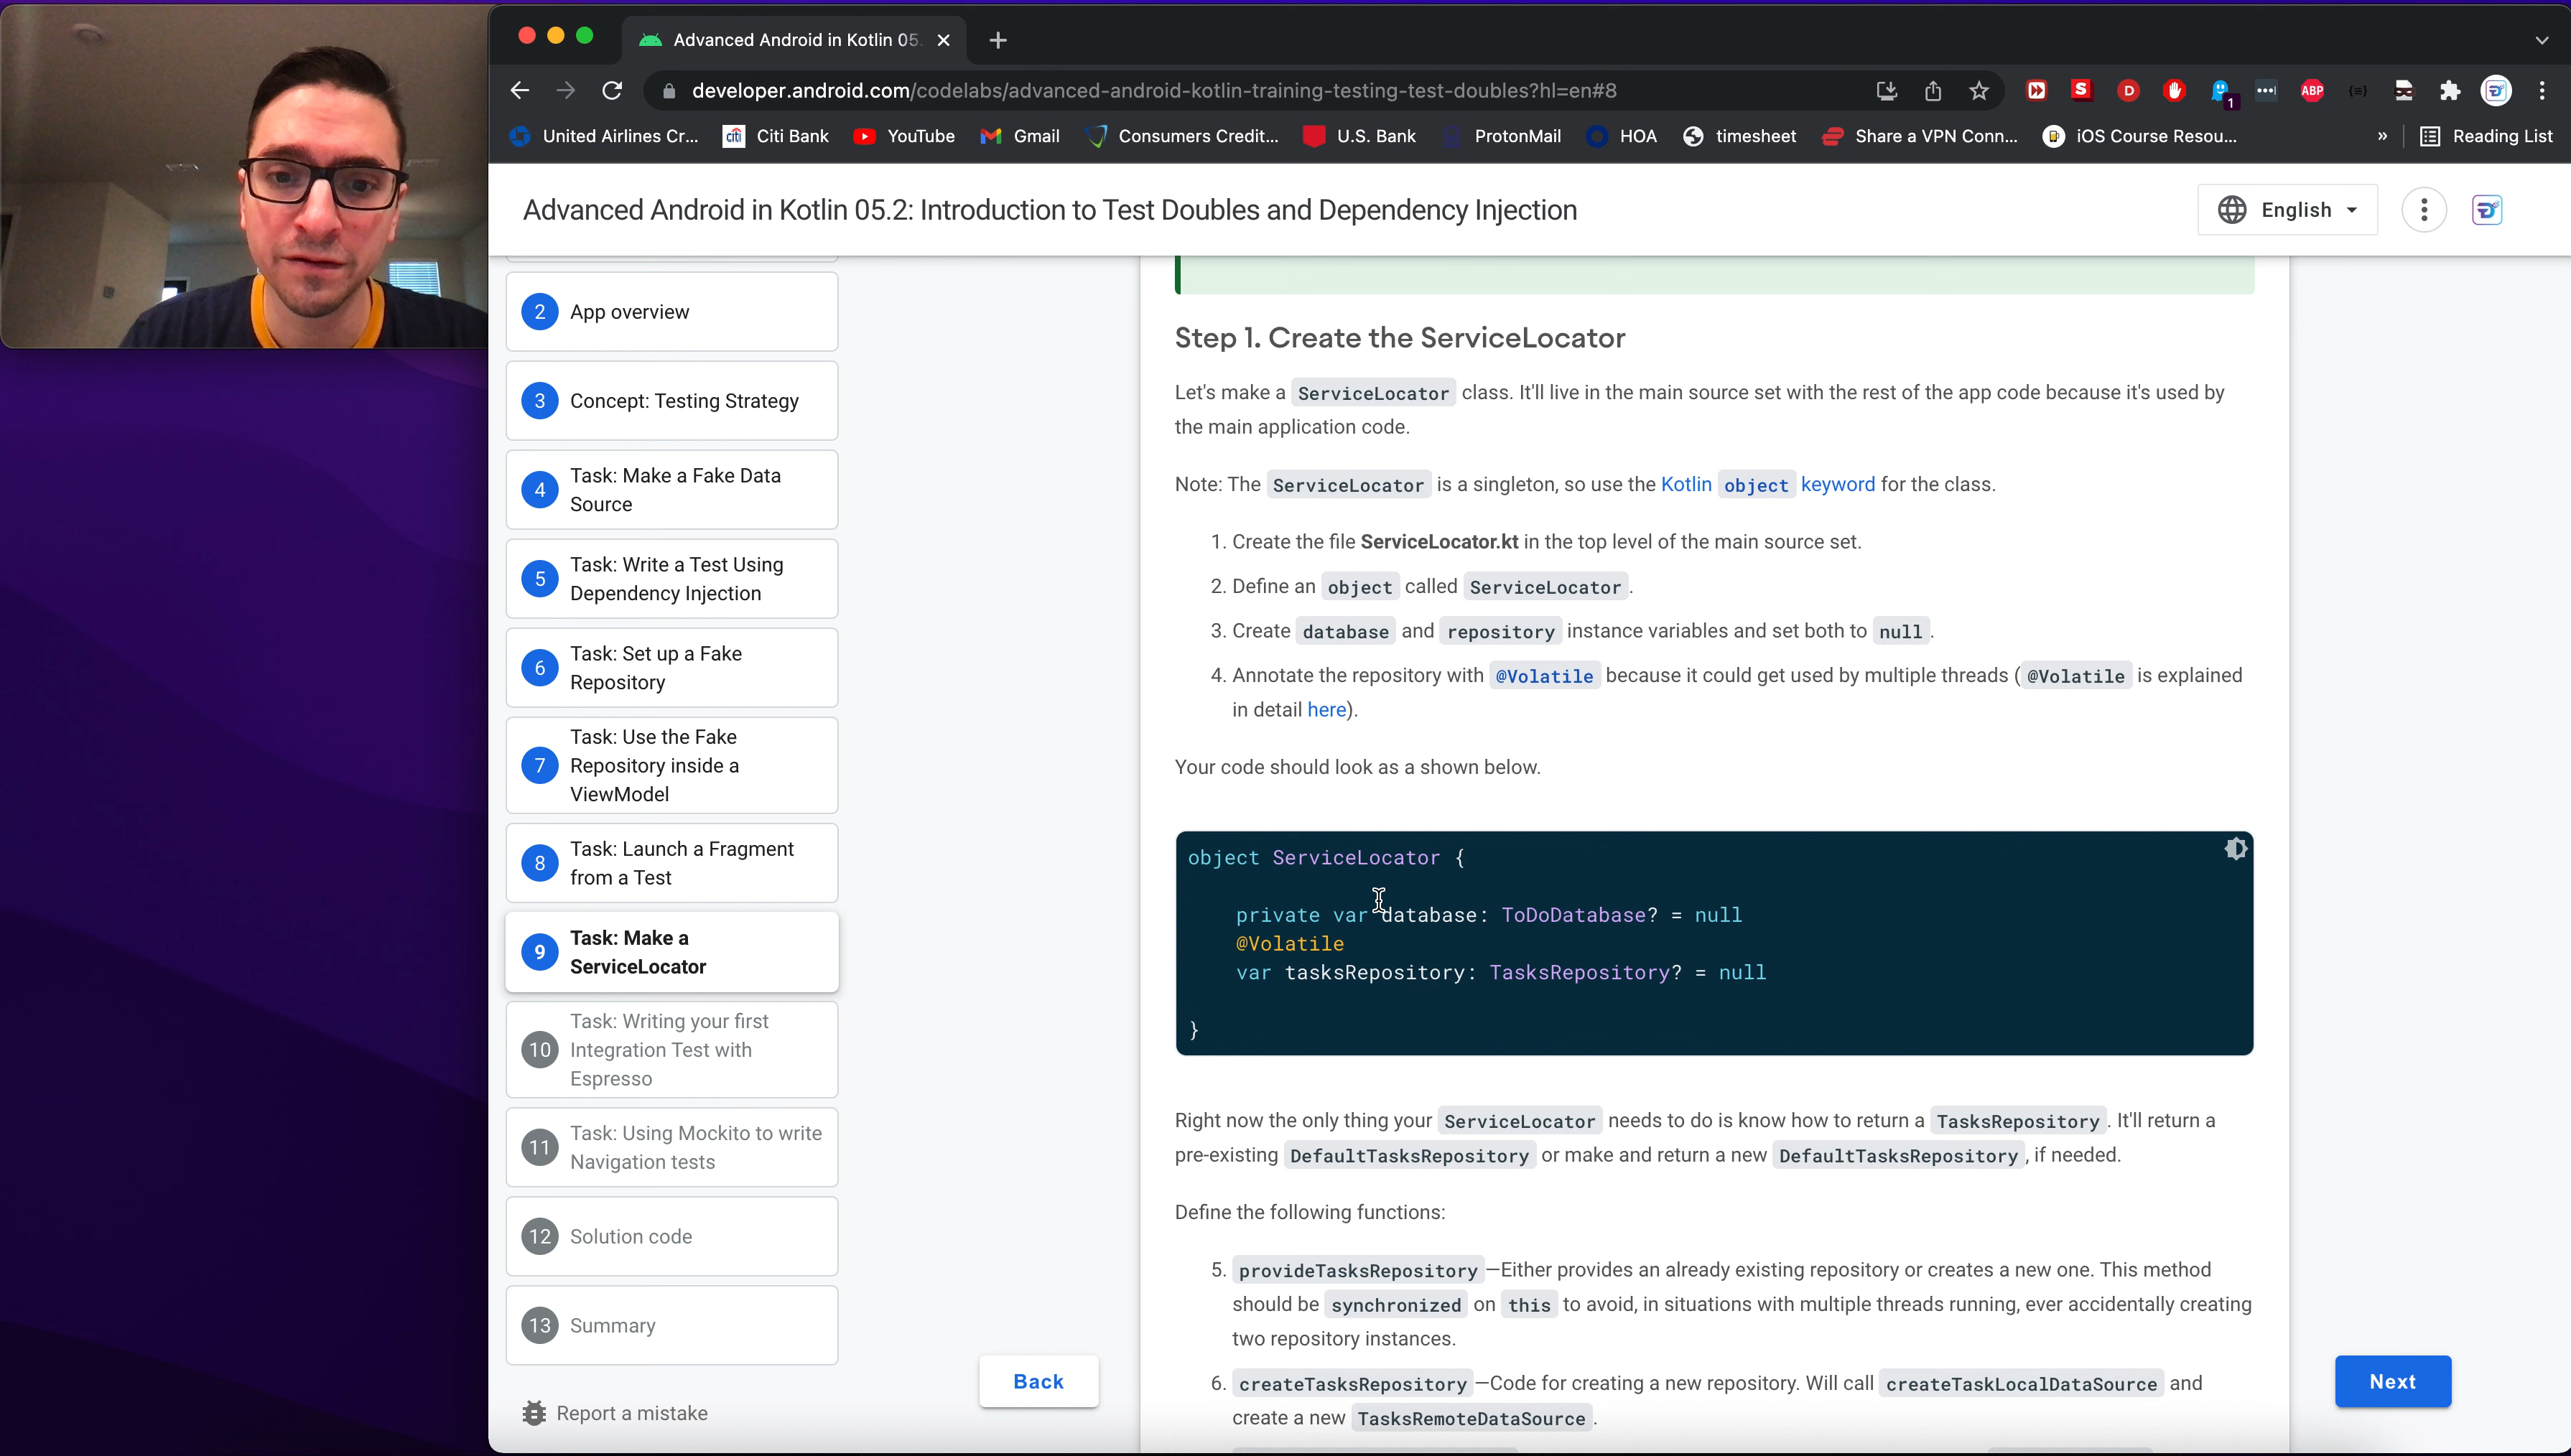 Advanced Android in Kotlin 05.
developer.android.com/codelabs/advanced-android-kotlin-training-testing-test-doubles?hl=en#8
S
D
1
ABP
United Airlines Cr...
citi
Citi Bank
YouTube
Gmail
Consumers Credit...
U.S. Bank
ProtonMail
HOA
timesheet
Share a VPN Conn...
iOS Course Resou...
»
Reading List
Advanced Android in Kotlin 05.2: Introduction to Test Doubles and Dependency Injection
English
2 App overview
3 Concept: Testing Strategy
4 Task: Make a Fake Data
Source
5 Task: Write a Test Using
Dependency Injection
6 Task: Set up a Fake
Repository
7 Task: Use the Fake
Repository inside a
ViewModel
8 Task: Launch a Fragment
from a Test
9 Task: Make a
ServiceLocator
10 Task: Writing your first
Integration Test with
Espresso
11 Task: Using Mockito to write
Navigation tests
12 Solution code
13 Summary
Report a mistake
Step 1. Create the ServiceLocator
Let's make a ServiceLocator class. It'll live in the main source set with the rest of the app code because it's used by
the main application code.
Note: The ServiceLocator is a singleton, so use the Kotlin object keyword for the class.
1. Create the file ServiceLocator.kt in the top level of the main source set.
2. Define an object called ServiceLocator.
3. Create database and repository instance variables and set both to null.
4. Annotate the repository with @Volatile because it could get used by multiple threads (@Volatile is explained
in detail here).
Your code should look as a shown below.
object ServiceLocator {
private var database: ToDoDatabase? = null
@Volatile
var tasksRepository: TasksRepository? = null
}
Right now the only thing your ServiceLocator needs to do is know how to return a TasksRepository. It'll return a
pre-existing DefaultTasksRepository or make and return a new DefaultTasksRepository, if needed.
Define the following functions:
5. provideTasksRepository—Either provides an already existing repository or creates a new one. This method
should be synchronized on this to avoid, in situations with multiple threads running, ever accidentally creating
two repository instances.
6. createTasksRepository—Code for creating a new repository. Will call createTaskLocalDataSource and
create a new TasksRemoteDataSource.
Back
Next